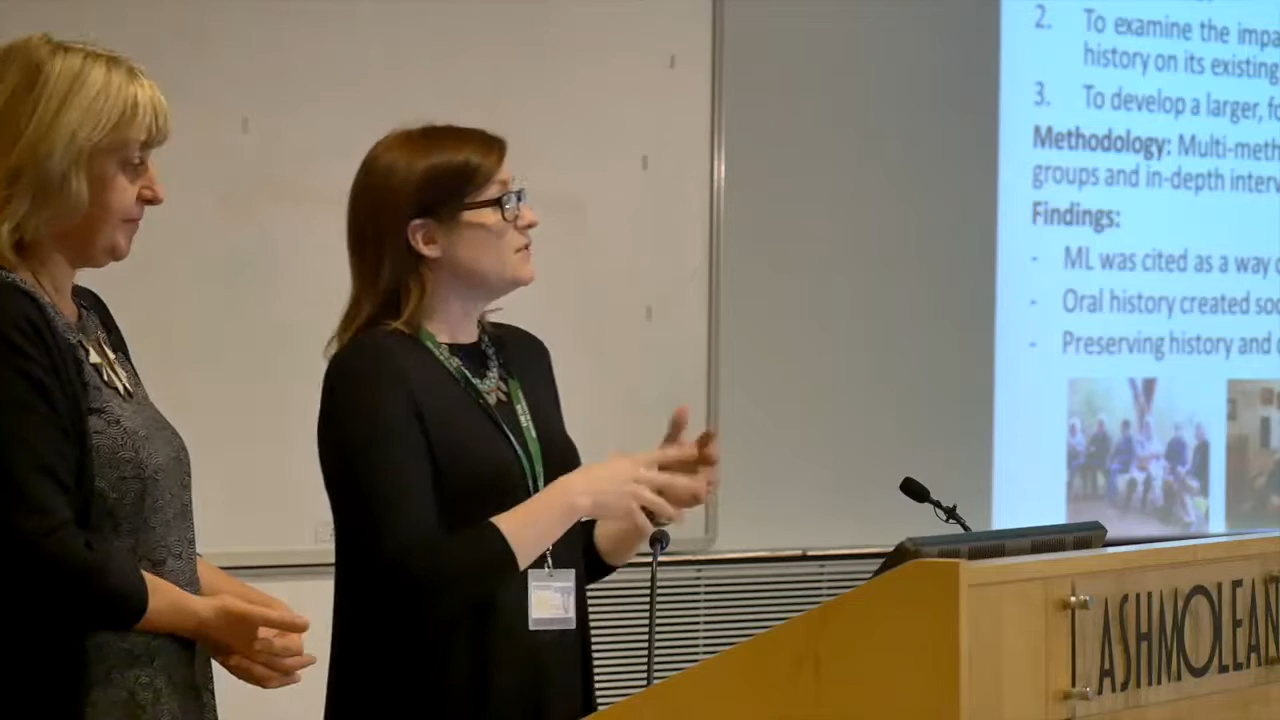 2. To examine the impa
history on its existing
3. To develop a larger, fo
Methodology: Multi-meth
groups and in-depth interv
Findings:
- ML was cited as a way o
- Oral history created soc
- Preserving history and
ASHMOLEAN